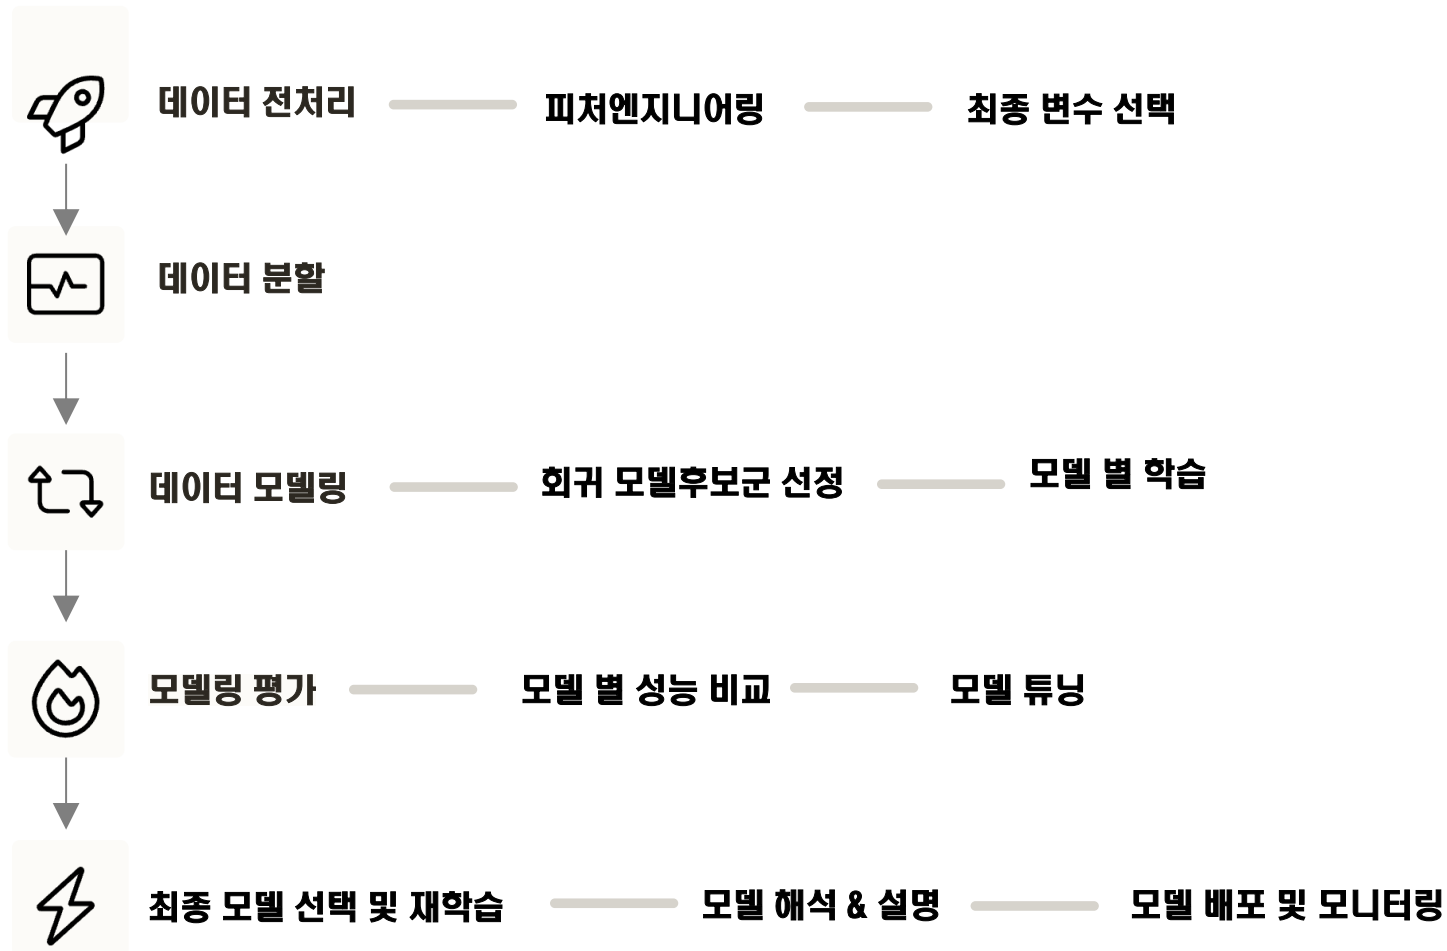 데이터 전처리 피처엔지니어링 최종 변수 선택
데이터 분할
데이터 모델링 회귀 모델후보군 선정 모델 별 학습
모델링 평가 모델 별 성능 비교 모델 튜닝
최종 모델 선택 및 재학습 모델 해석 & 설명 모델 배포 및 모니터링